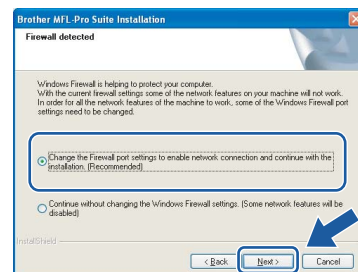 Brother MFL-Pro Suite Installation
Firewall detected
Windows Firewall is helping to protect your computer.
With the current firewall settings some of the network features on your machine will not work.
In order for all the network features of the machine to work, some of the Windows Firewall port
settings need to be changed.
Change the Firewall port settings to enable network connection and continue with the
installation. (Recommended)
Continue without changing the Windows Firewall settings. (Some network features will be
disabled)
InstallShield
< Back Next > Cancel